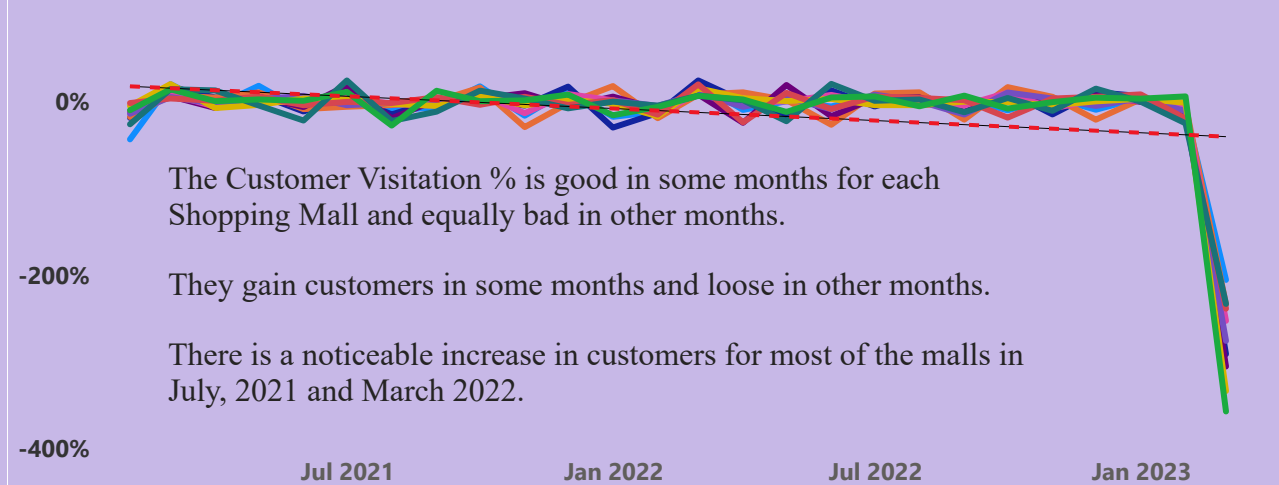 0%
The Customer Visitation % is good in some months for each
Shopping Mall and equally bad in other months.
-200%
They gain customers in some months and loose in other months.
There is a noticeable increase in customers for most of the malls in
July, 2021 and March 2022.
-400%
Jul 2021 Jan 2022 Jul 2022 Jan 2023